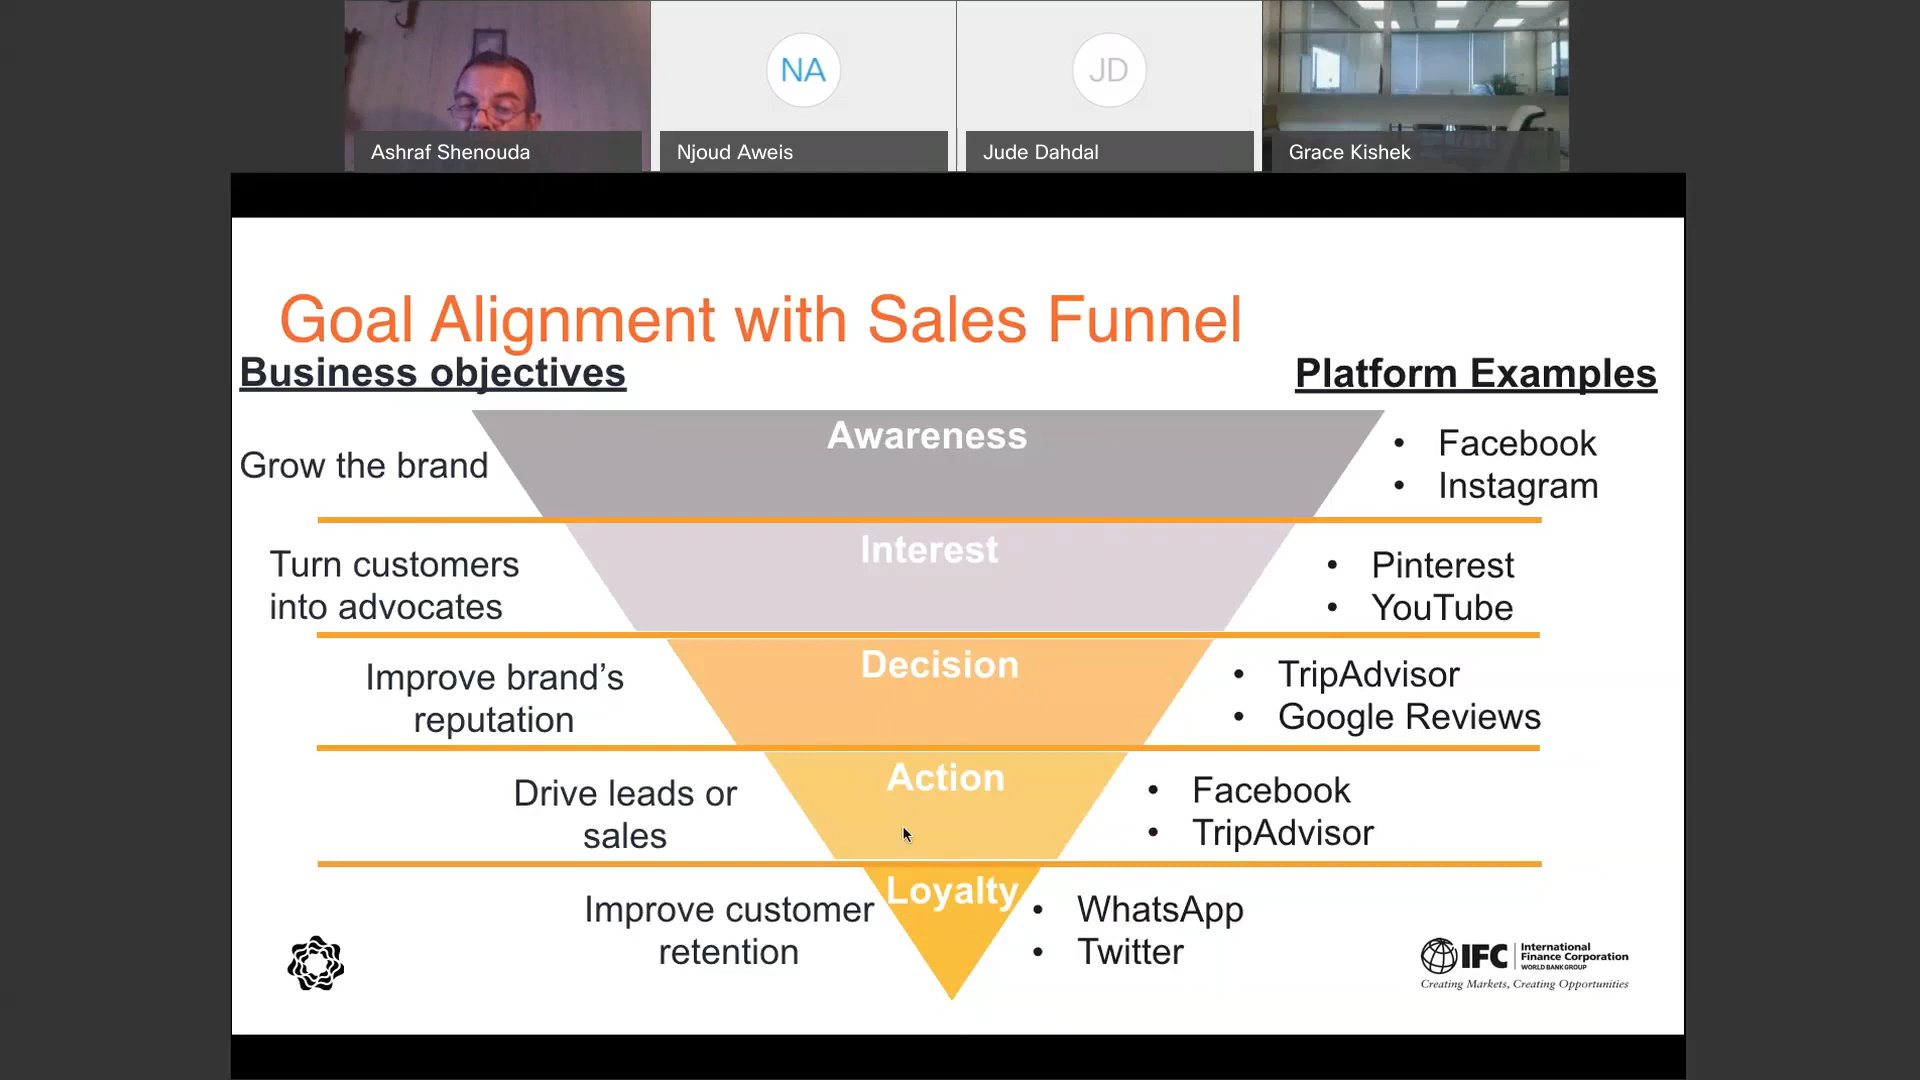 NA
JD
Ashraf Shenouda
Njoud Aweis
Jude Dahdal
Grace Kishek
Goal Alignment with Sales Funnel
Business objectives
Platform Examples
Awareness
Grow the brand
• Facebook
• Instagram
Interest
Turn customers
into advocates
• Pinterest
• YouTube
Decision
Improve brand’s
reputation
• TripAdvisor
• Google Reviews
Action
Drive leads or
sales
• Facebook
• TripAdvisor
Loyalty
Improve customer
retention
• WhatsApp
• Twitter
IFC
International
Finance Corporation
WORLD BANK GROUP
Creating Markets, Creating Opportunities